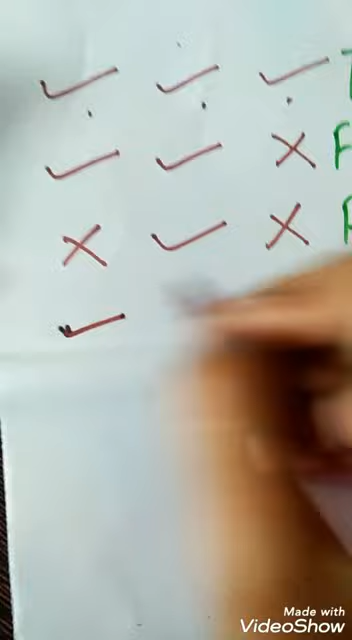 ✓ ✓ ✓ T
✓ ✓ ✗ F
✗ ✓ ✗
✓
Made with
VideoShow